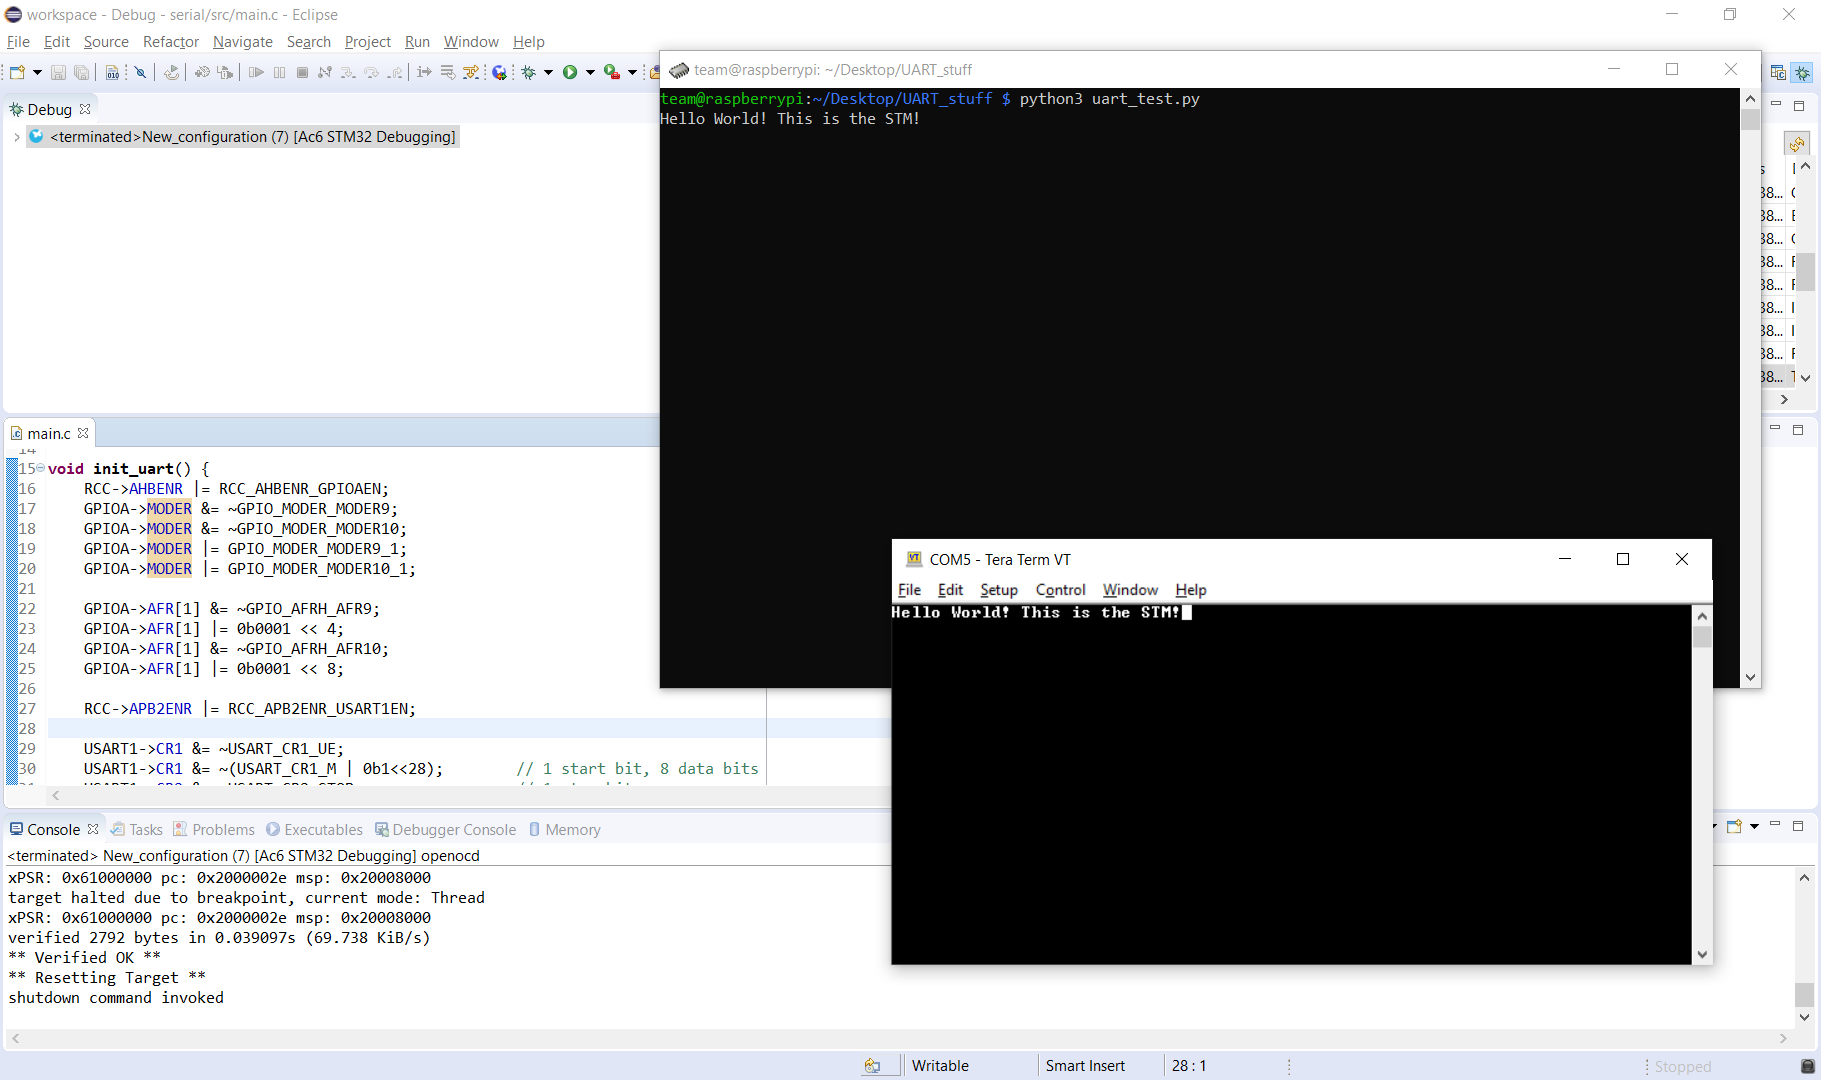 workspace - Debug - serial/src/main.c - Eclipse
File Edit Source Refactor Navigate Search Project Run Window Help
Debug
<terminated>New_configuration (7) [Ac6 STM32 Debugging]
team@raspberrypi: ~/Desktop/UART_stuff
team@raspberrypi:~/Desktop/UART_stuff $ python3 uart_test.py
Hello World! This is the STM!
main.c
14
15 void init_uart() {
16 RCC->AHBENR |= RCC_AHBENR_GPIOAEN;
17 GPIOA->MODER &= ~GPIO_MODER_MODER9;
18 GPIOA->MODER &= ~GPIO_MODER_MODER10;
19 GPIOA->MODER |= GPIO_MODER_MODER9_1;
20 GPIOA->MODER |= GPIO_MODER_MODER10_1;
21
22 GPIOA->AFR[1] &= ~GPIO_AFRH_AFR9;
23 GPIOA->AFR[1] |= 0b0001 << 4;
24 GPIOA->AFR[1] &= ~GPIO_AFRH_AFR10;
25 GPIOA->AFR[1] |= 0b0001 << 8;
26
27 RCC->APB2ENR |= RCC_APB2ENR_USART1EN;
28
29 USART1->CR1 &= ~USART_CR1_UE;
30 USART1->CR1 &= ~(USART_CR1_M | 0b1<<28); // 1 start bit, 8 data bits
COM5 - Tera Term VT
File Edit Setup Control Window Help
Hello World! This is the STM!
Console Tasks Problems Executables Debugger Console Memory
<terminated> New_configuration (7) [Ac6 STM32 Debugging] openocd
xPSR: 0x61000000 pc: 0x2000002e msp: 0x20008000
target halted due to breakpoint, current mode: Thread
xPSR: 0x61000000 pc: 0x2000002e msp: 0x20008000
verified 2792 bytes in 0.039097s (69.738 KiB/s)
** Verified OK **
** Resetting Target **
shutdown command invoked
Writable Smart Insert 28 : 1 Stopped